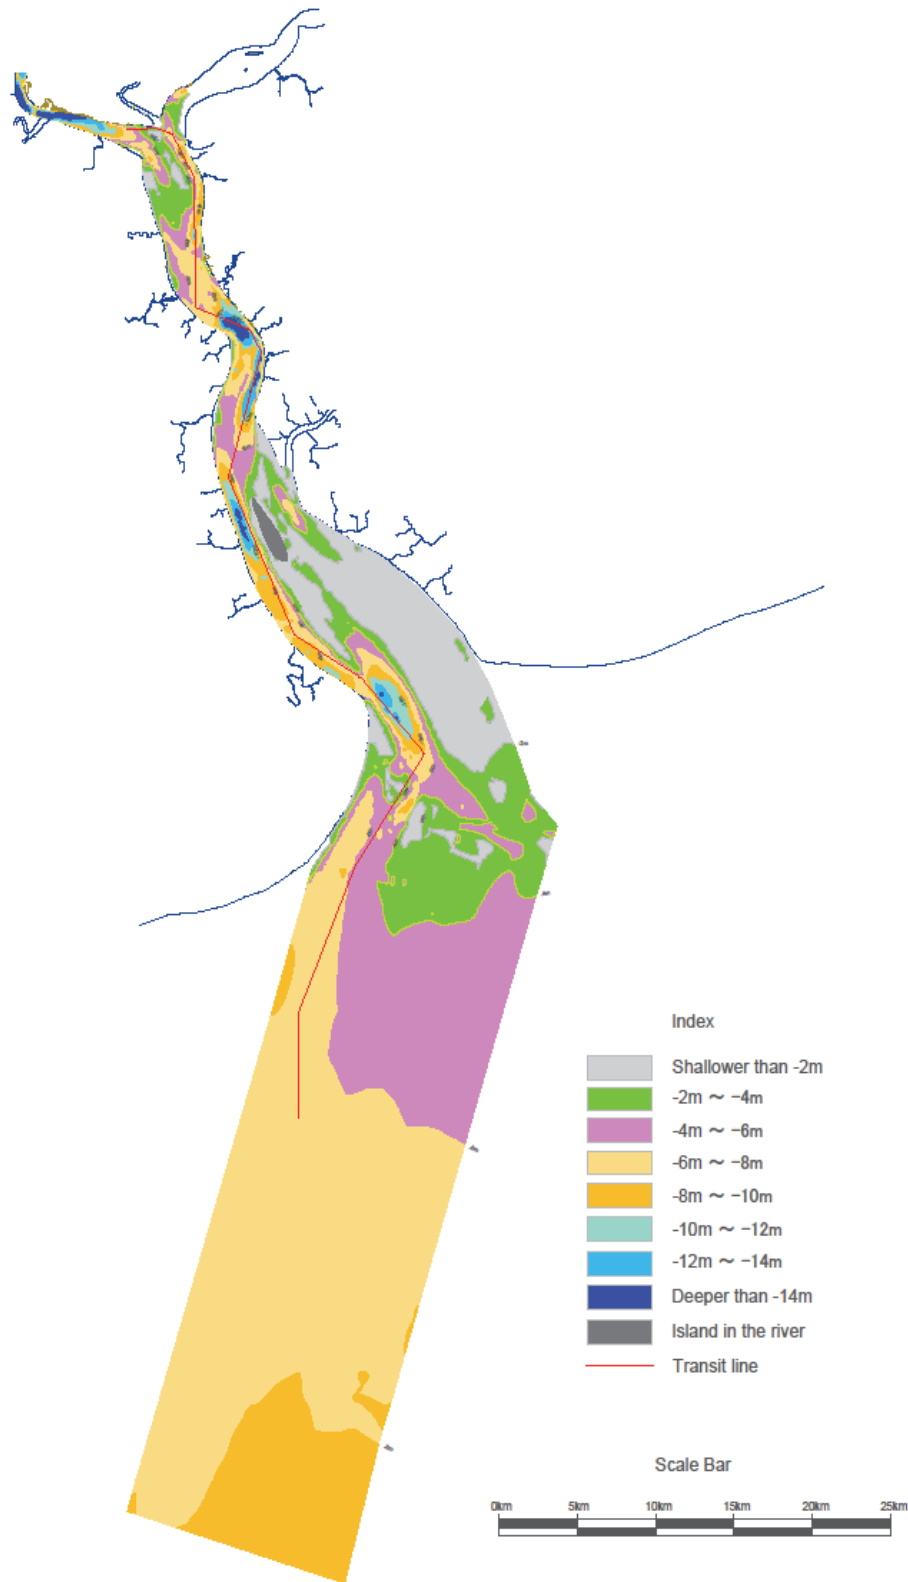 Index
Shallower than -2m
-2m ～ -4m
-4m ～ -6m
-6m ～ -8m
-8m ～ -10m
-10m ～ -12m
-12m ～ -14m
Deeper than -14m
Island in the river
Transit line
Scale Bar
0km 5km 10km 15km 20km 25km